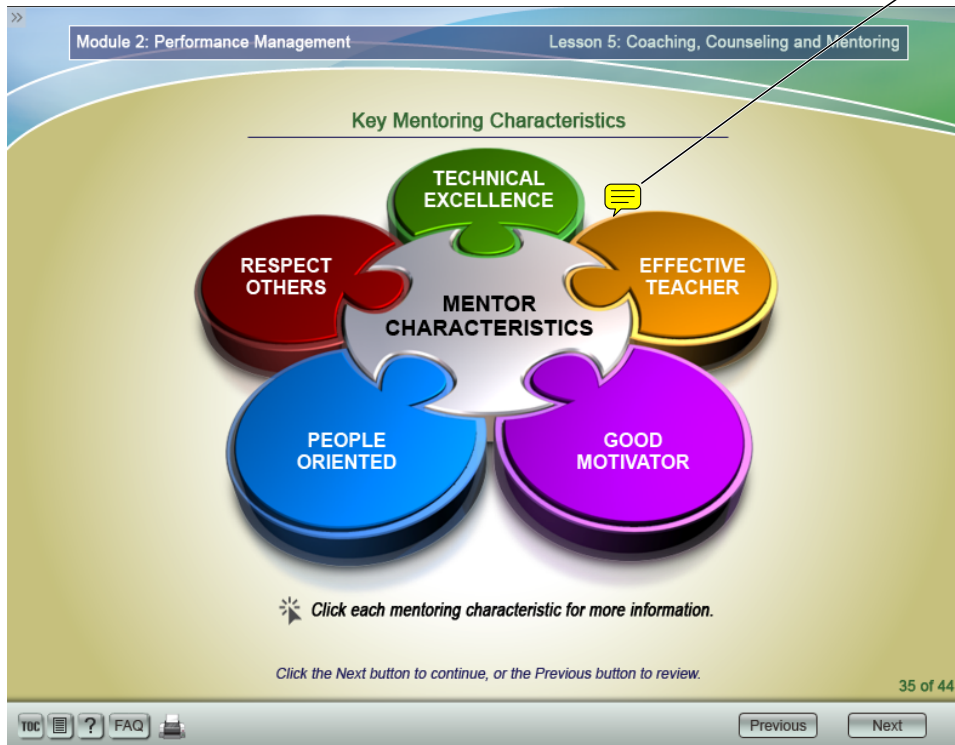 Module 2: Performance Management
Lesson 5: Coaching, Counseling and Mentoring
Key Mentoring Characteristics
TECHNICAL
EXCELLENCE
RESPECT
OTHERS
EFFECTIVE
TEACHER
MENTOR
CHARACTERISTICS
PEOPLE
ORIENTED
GOOD
MOTIVATOR
Click each mentoring characteristic for more information.
Click the Next button to continue, or the Previous button to review.
35 of 44
TOC
?
FAQ
Previous
Next